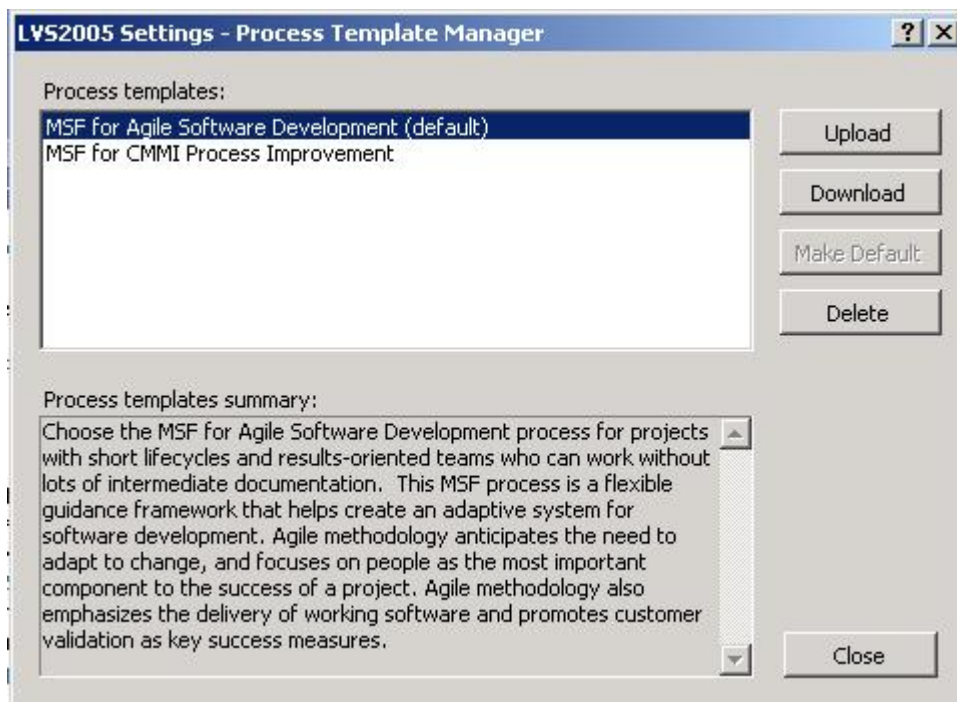 LVS2005 Settings - Process Template Manager
Process templates:
MSF for Agile Software Development (default)
MSF for CMMI Process Improvement
Upload
Download
Make Default
Delete
Process templates summary:
Choose the MSF for Agile Software Development process for projects
with short lifecycles and results-oriented teams who can work without
lots of intermediate documentation.  This MSF process is a flexible
guidance framework that helps create an adaptive system for
software development. Agile methodology anticipates the need to
adapt to change, and focuses on people as the most important
component to the success of a project. Agile methodology also
emphasizes the delivery of working software and promotes customer
validation as key success measures.
Close